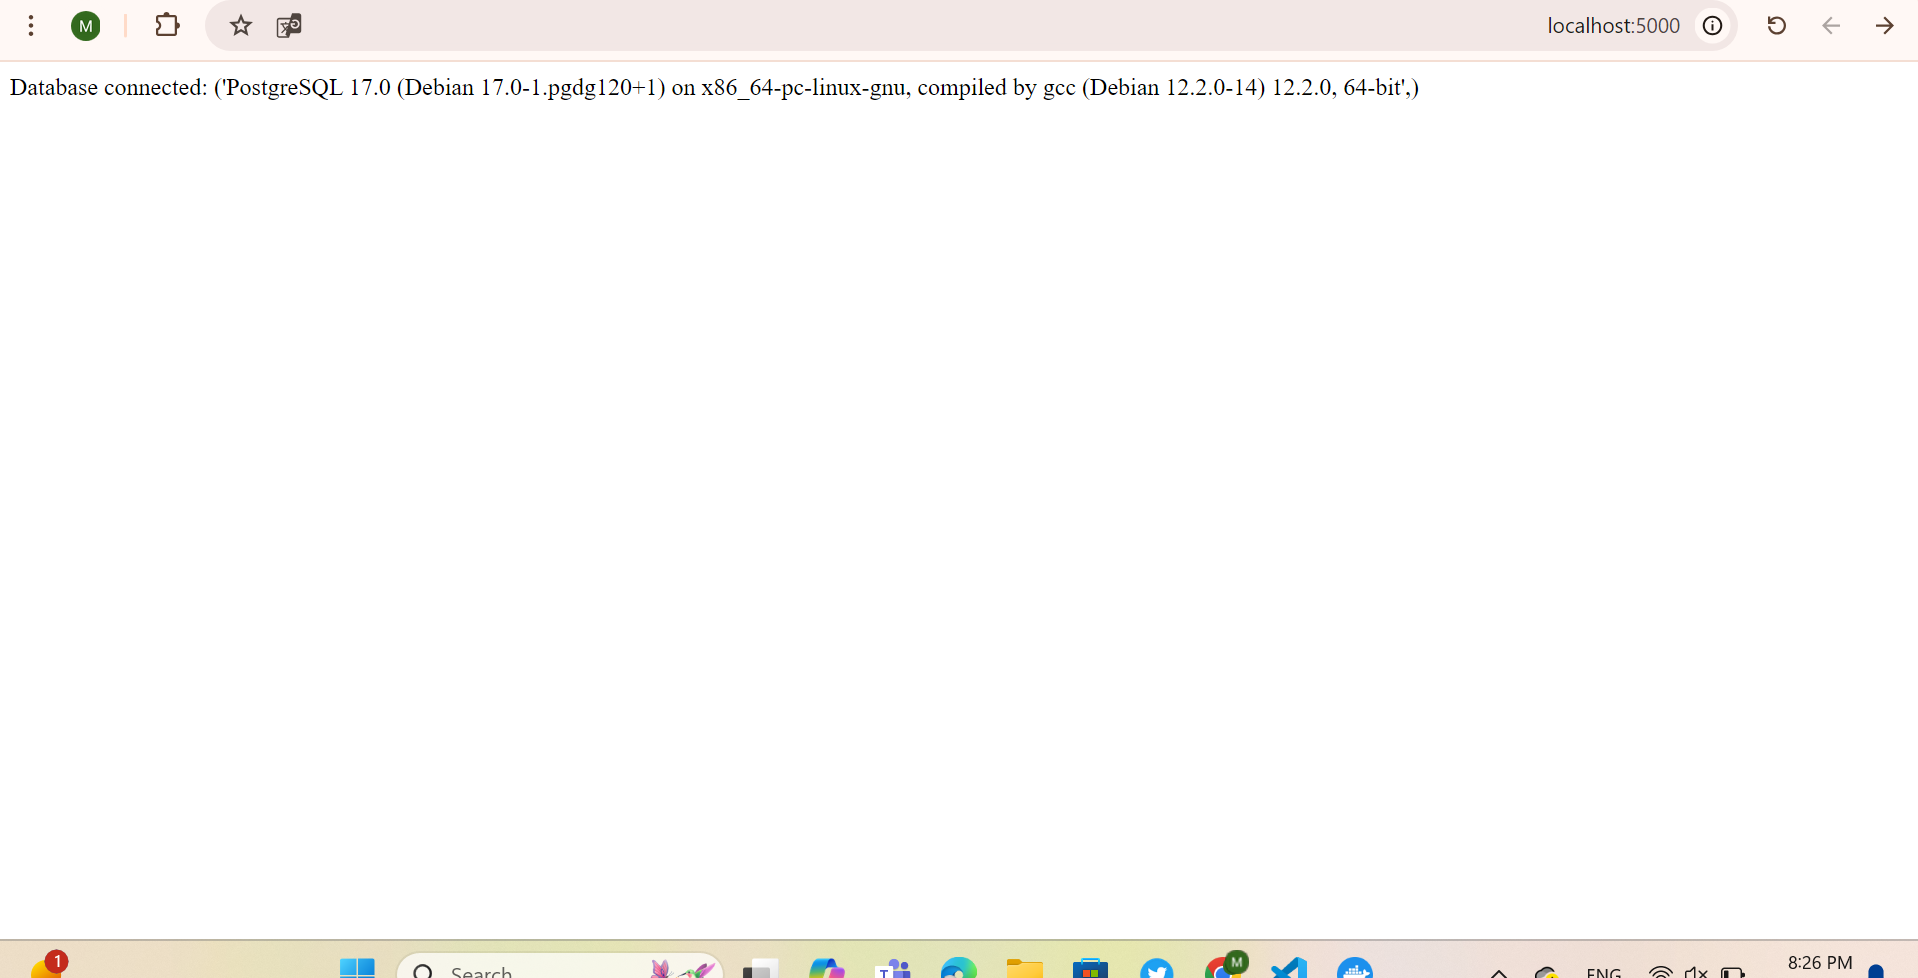 M
localhost:5000
Database connected: ('PostgreSQL 17.0 (Debian 17.0-1.pgdg120+1) on x86_64-pc-linux-gnu, compiled by gcc (Debian 12.2.0-14) 12.2.0, 64-bit',)
1
Search
T
M
ENG
8:26 PM